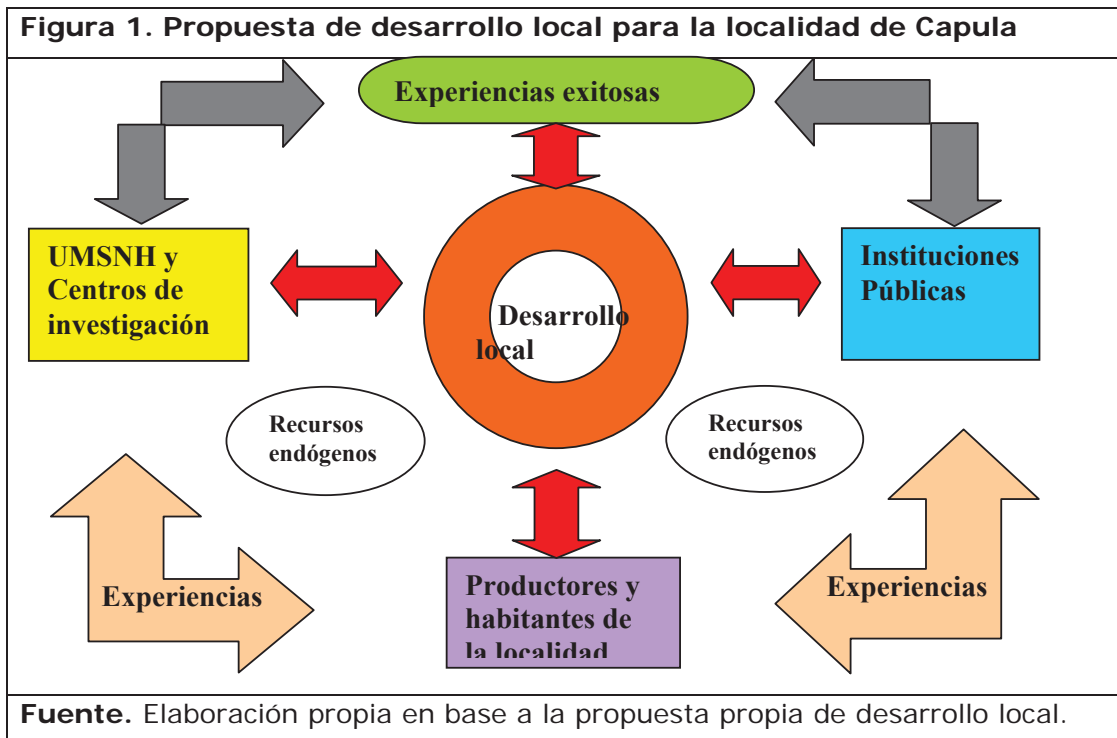 Figura 1. Propuesta de desarrollo local para la localidad de Capula
Experiencias exitosas
UMSNH y
Centros de
investigación
Instituciones
Públicas
Desarrollo
local
Recursos
endógenos
Recursos
endógenos
Experiencias
Productores y
habitantes de
la localidad
Experiencias
Fuente. Elaboración propia en base a la propuesta propia de desarrollo local.